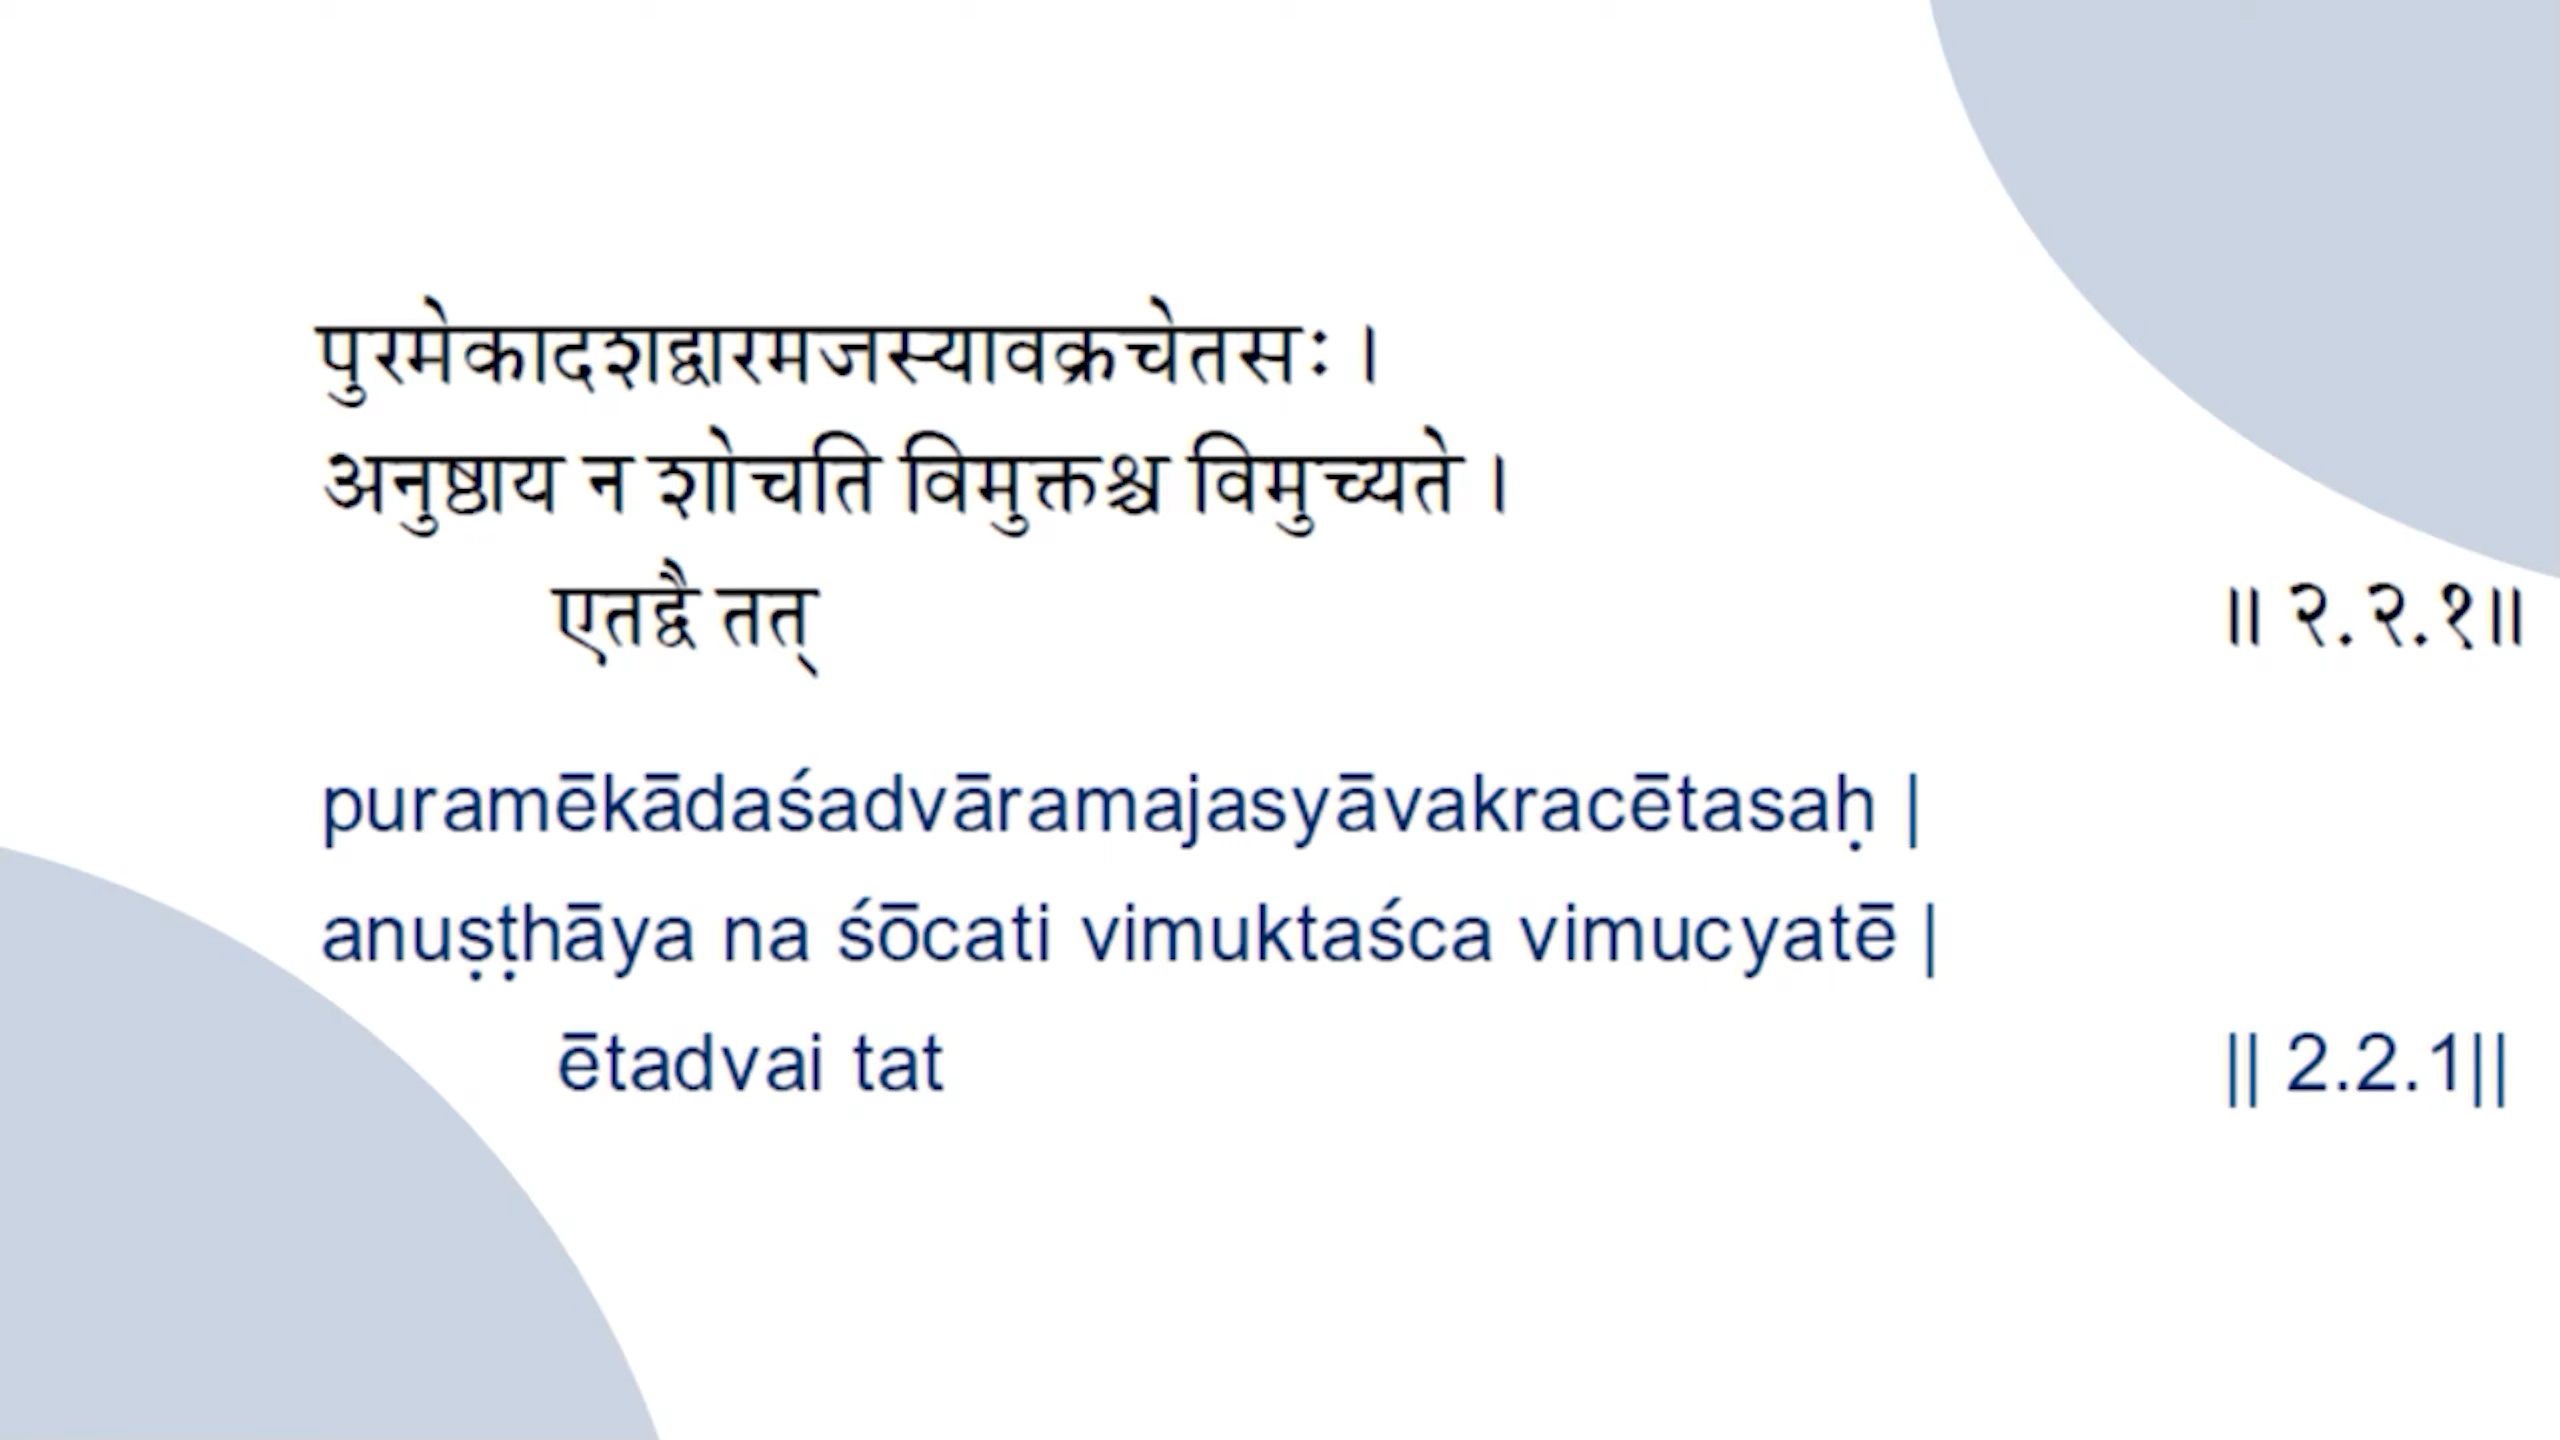 पुरमेकादशद्वारमजस्यावक्रचेतसः ।
अनुष्ठाय न शोचति विमुक्तश्च विमुच्यते ।
एतद्वै तत् ॥ २.२.१॥
puramēkādaśadvāramajasyāvakracētasaḥ |
anuṣṭhāya na śōcati vimuktaśca vimucyatē |
ētadvai tat || 2.2.1||